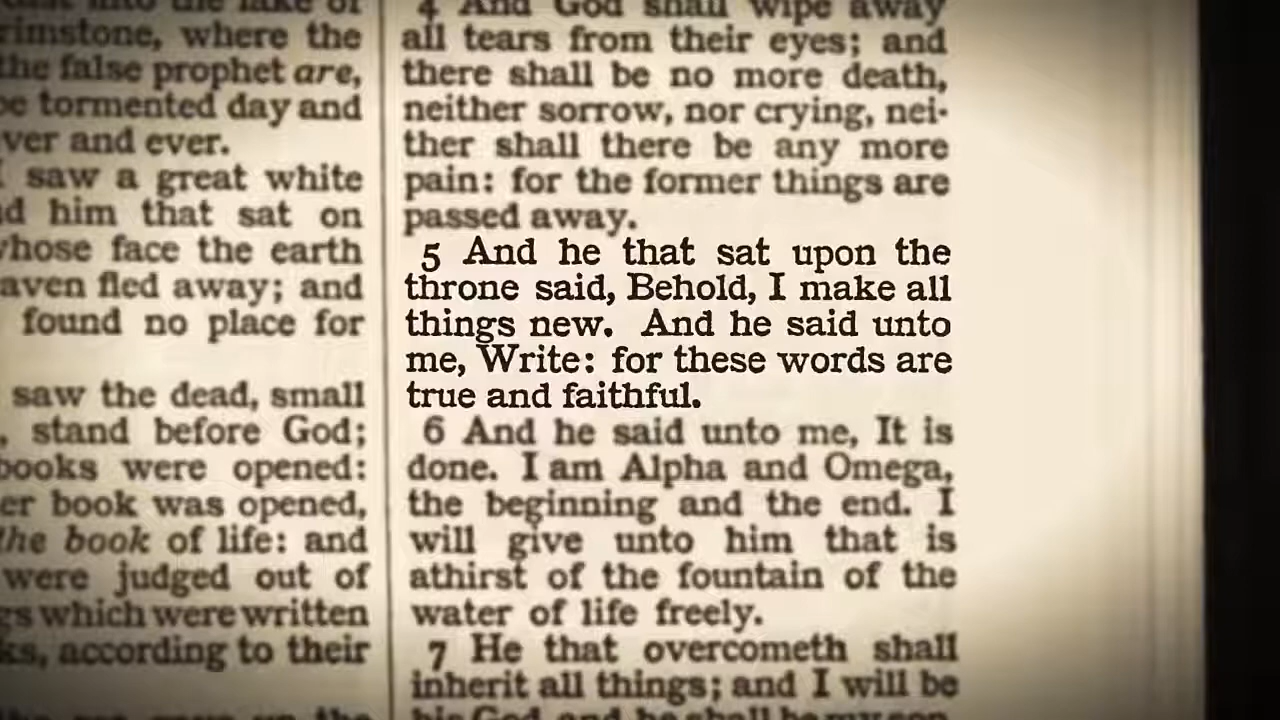 rimstone, where the
the false prophet are,
be tormented day and
ver and ever.
I saw a great white
d him that sat on
whose face the earth
aven fled away; and
found no place for
saw the dead, small
, stand before God;
books were opened:
er book was opened,
the book of life: and
were judged out of
gs which were written
ks, according to their
4 And God shall wipe away
all tears from their eyes; and
there shall be no more death,
neither sorrow, nor crying, nei-
ther shall there be any more
pain: for the former things are
passed away.
5 And he that sat upon the
throne said, Behold, I make all
things new. And he said unto
me, Write: for these words are
true and faithful.
6 And he said unto me, It is
done. I am Alpha and Omega,
the beginning and the end. I
will give unto him that is
athirst of the fountain of the
water of life freely.
7 He that overcometh shall
inherit all things; and I will be
his God, and he shall be my son.